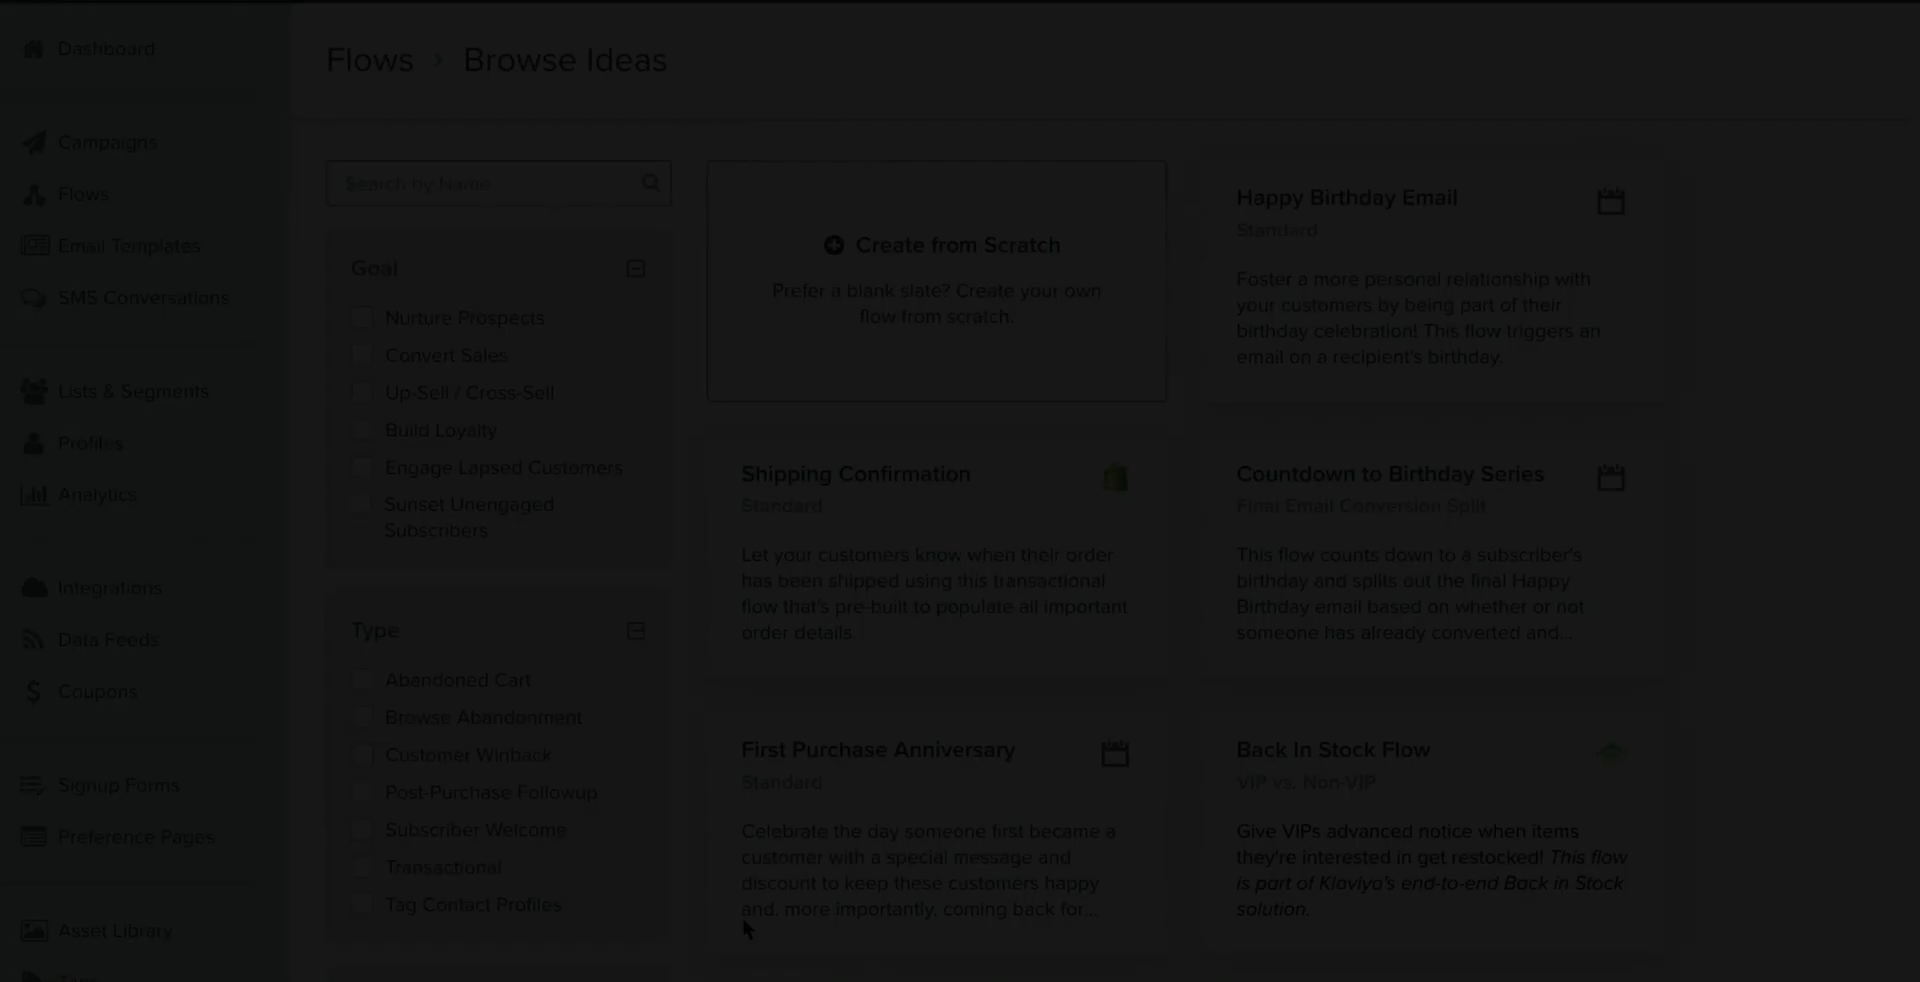 Dashboard
Campaigns
Flows
Email Templates
SMS Conversations
Lists & Segments
Profiles
Analytics
Integrations
Data Feeds
Coupons
Signup Forms
Preference Pages
Asset Library
Flows › Browse Ideas
Search by Name
Goal
Nurture Prospects
Convert Sales
Up-Sell / Cross-Sell
Build Loyalty
Engage Lapsed Customers
Sunset Unengaged
Subscribers
Type
Abandoned Cart
Browse Abandonment
Customer Winback
Post-Purchase Followup
Subscriber Welcome
Transactional
Tag Contact Profiles
Create from Scratch
Prefer a blank slate? Create your own
flow from scratch.
Happy Birthday Email
Standard
Foster a more personal relationship with
your customers by being part of their
birthday celebration! This flow triggers an
email on a recipient's birthday.
Shipping Confirmation
Standard
Let your customers know when their order
has been shipped using this transactional
flow that's pre-built to populate all important
order details.
Countdown to Birthday Series
Final Email Conversion Split
This flow counts down to a subscriber's
birthday and splits out the final Happy
Birthday email based on whether or not
someone has already converted and...
First Purchase Anniversary
Standard
Celebrate the day someone first became a
customer with a special message and
discount to keep these customers happy
and, more importantly, coming back for...
Back In Stock Flow
VIP vs. Non-VIP
Give VIPs advanced notice when items
they're interested in get restocked! This flow
is part of Klaviyo's end-to-end Back in Stock
solution.